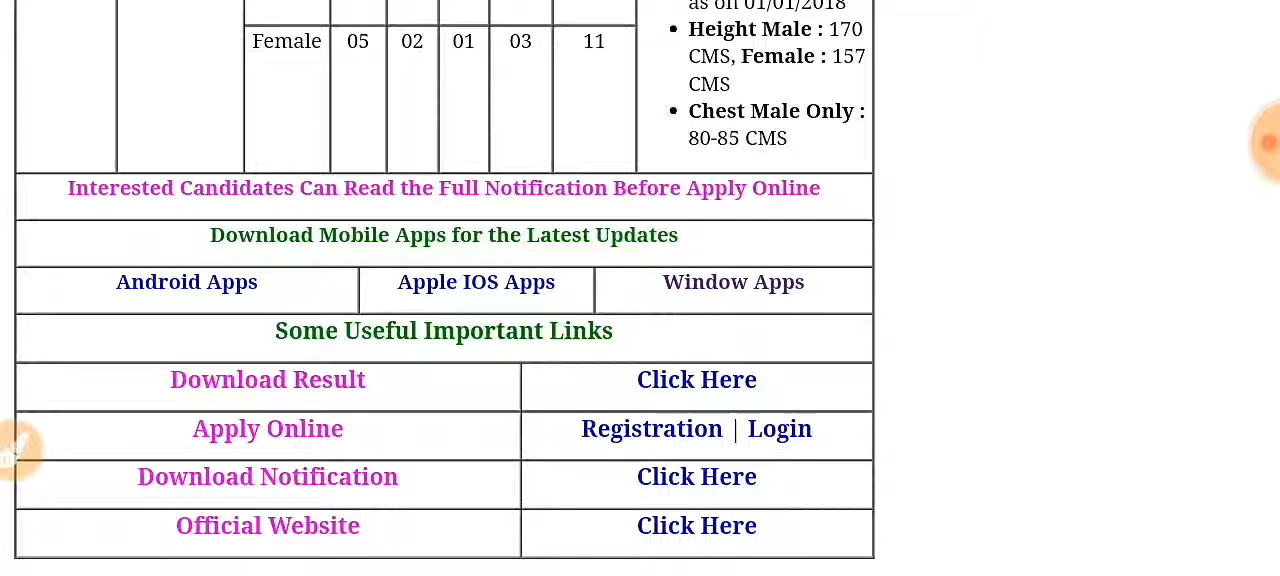 as on 01/01/2018
Height Male : 170
CMS, Female : 157
CMS
Chest Male Only :
80-85 CMS
Female 05 02 01 03 11
Interested Candidates Can Read the Full Notification Before Apply Online
Download Mobile Apps for the Latest Updates
Android Apps Apple IOS Apps Window Apps
Some Useful Important Links
Download Result Click Here
Apply Online Registration | Login
Download Notification Click Here
Official Website Click Here